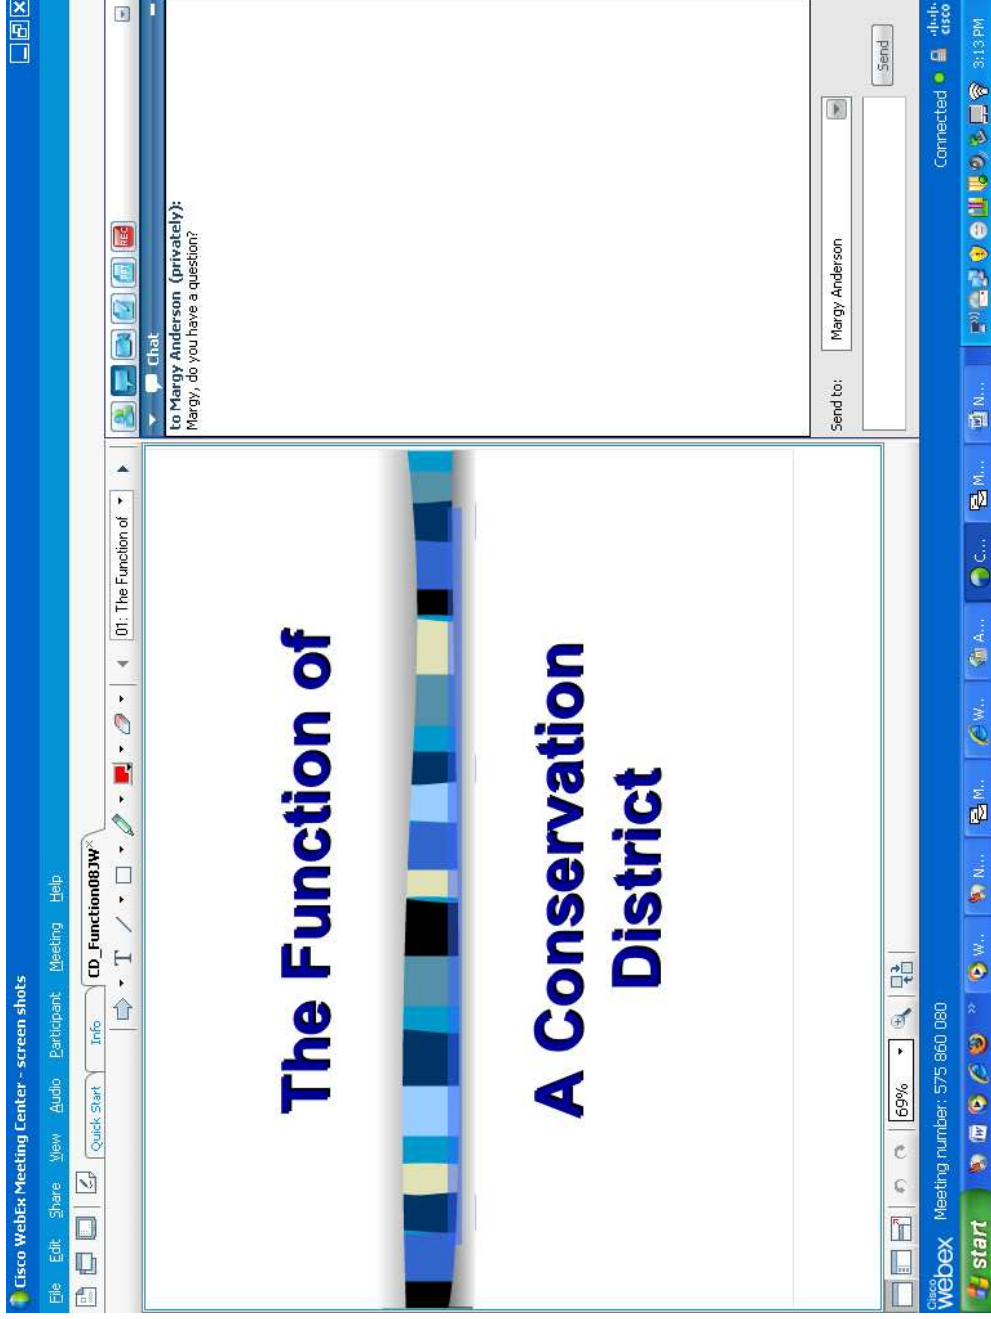 Cisco WebEx Meeting Center - screen shots
File Edit Share View Audio Participant Meeting Help
Quick Start Info CD_Function08JW
T 01: The Function of
REC
Chat
to Margy Anderson (privately):
Margy, do you have a question?
The Function of
A Conservation
District
Send to: Margy Anderson
Send
69%
CISCO
webex Meeting number: 575 860 080 Connected
cisco
start W... N... M... W... A... C... M... N... 3:13 PM